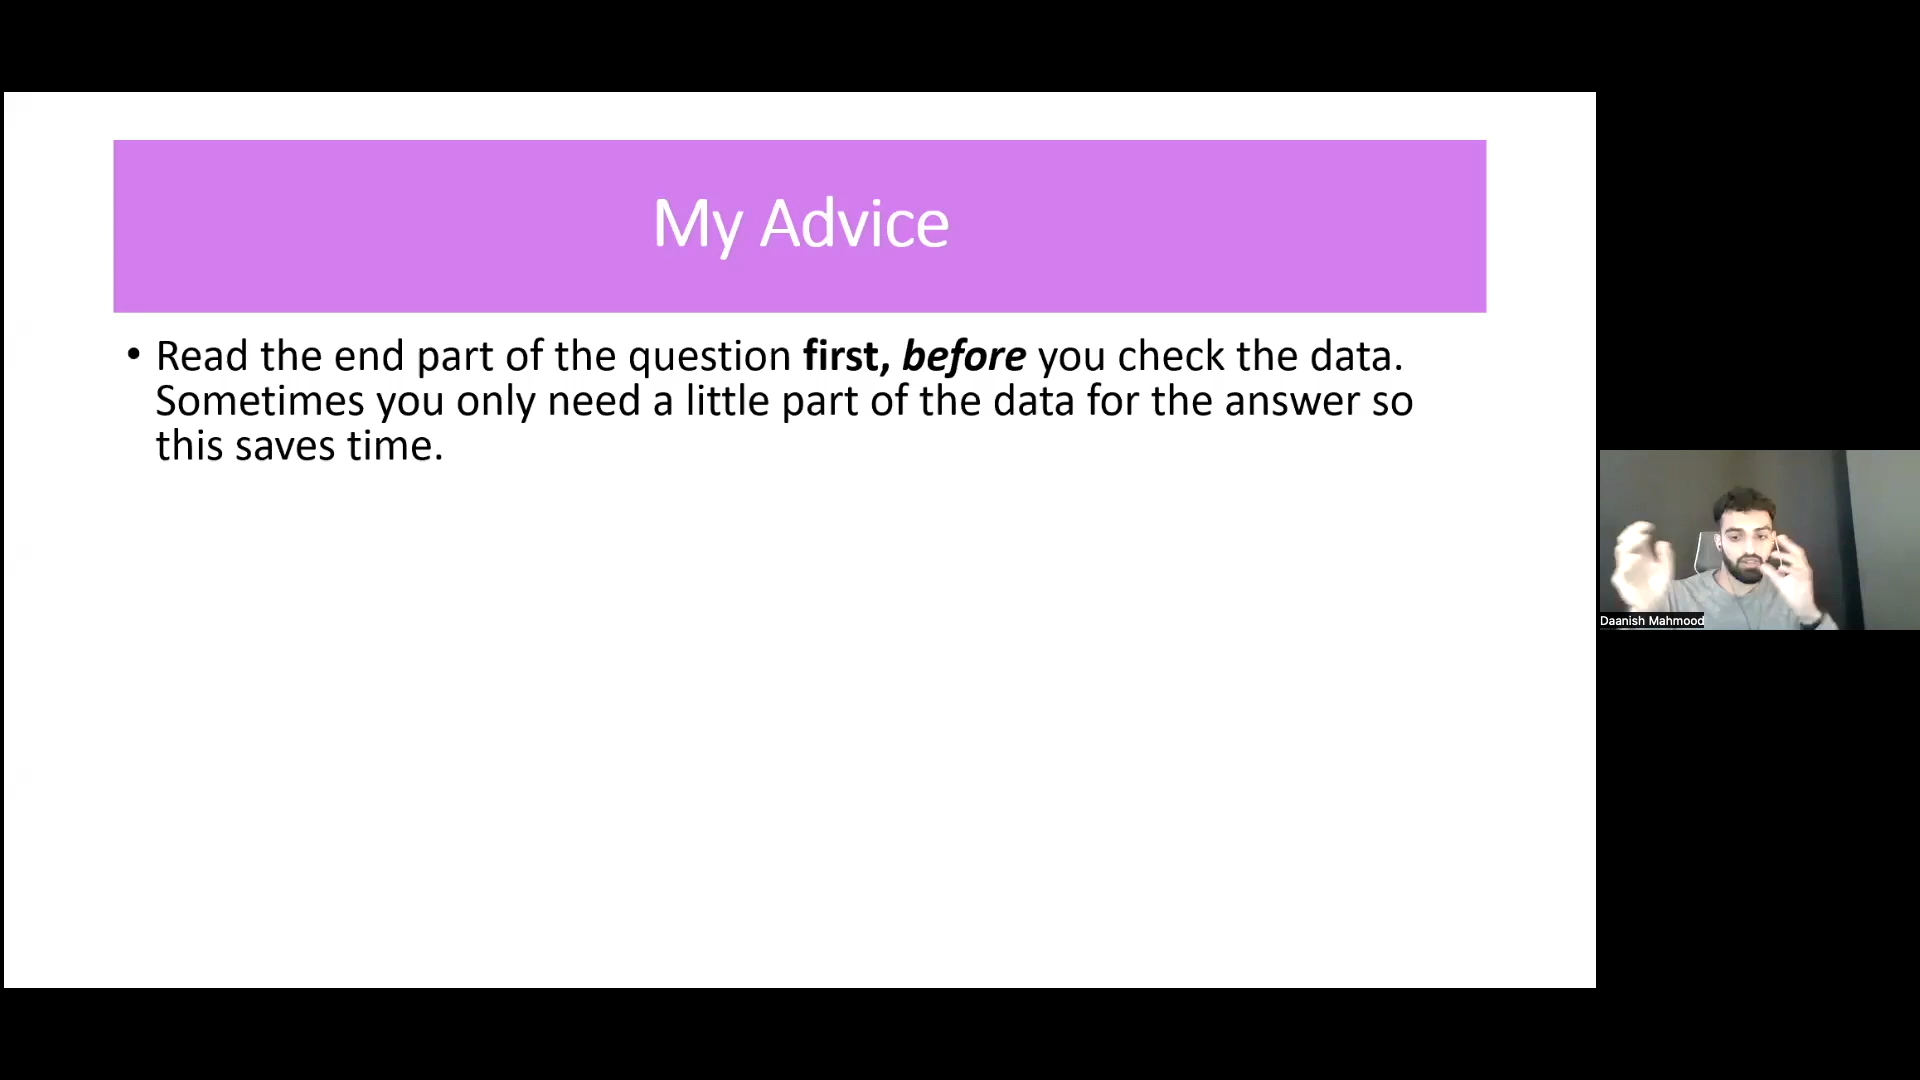 My Advice
• Read the end part of the question first, before you check the data.
Sometimes you only need a little part of the data for the answer so
this saves time.
Daanish Mahmood